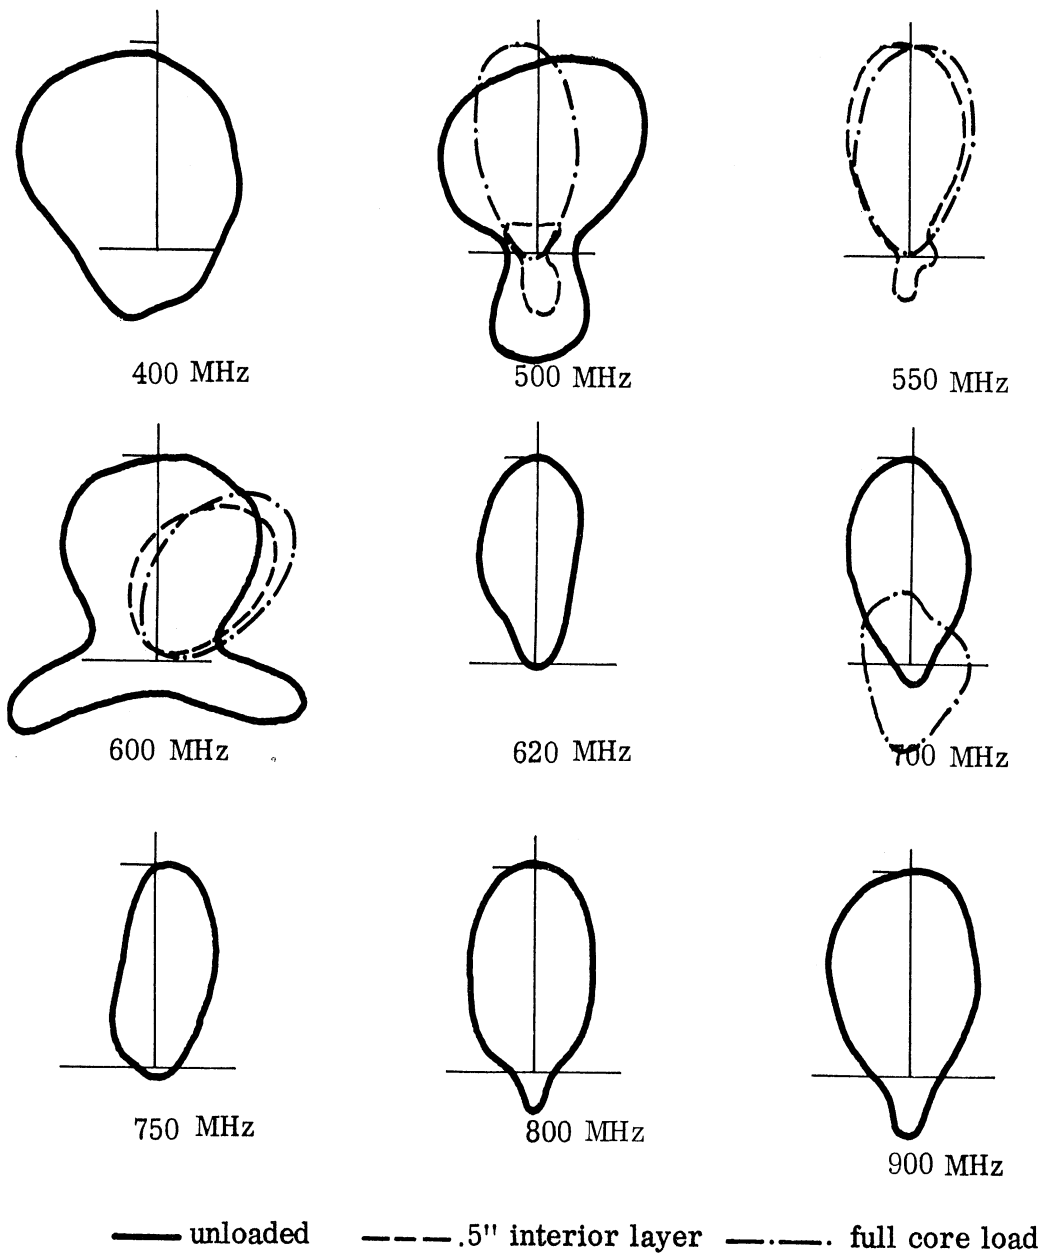 400 MHz
500 MHz
550 MHz
600 MHz
620 MHz
700 MHz
750 MHz
800 MHz
900 MHz
unloaded .5" interior layer full core load